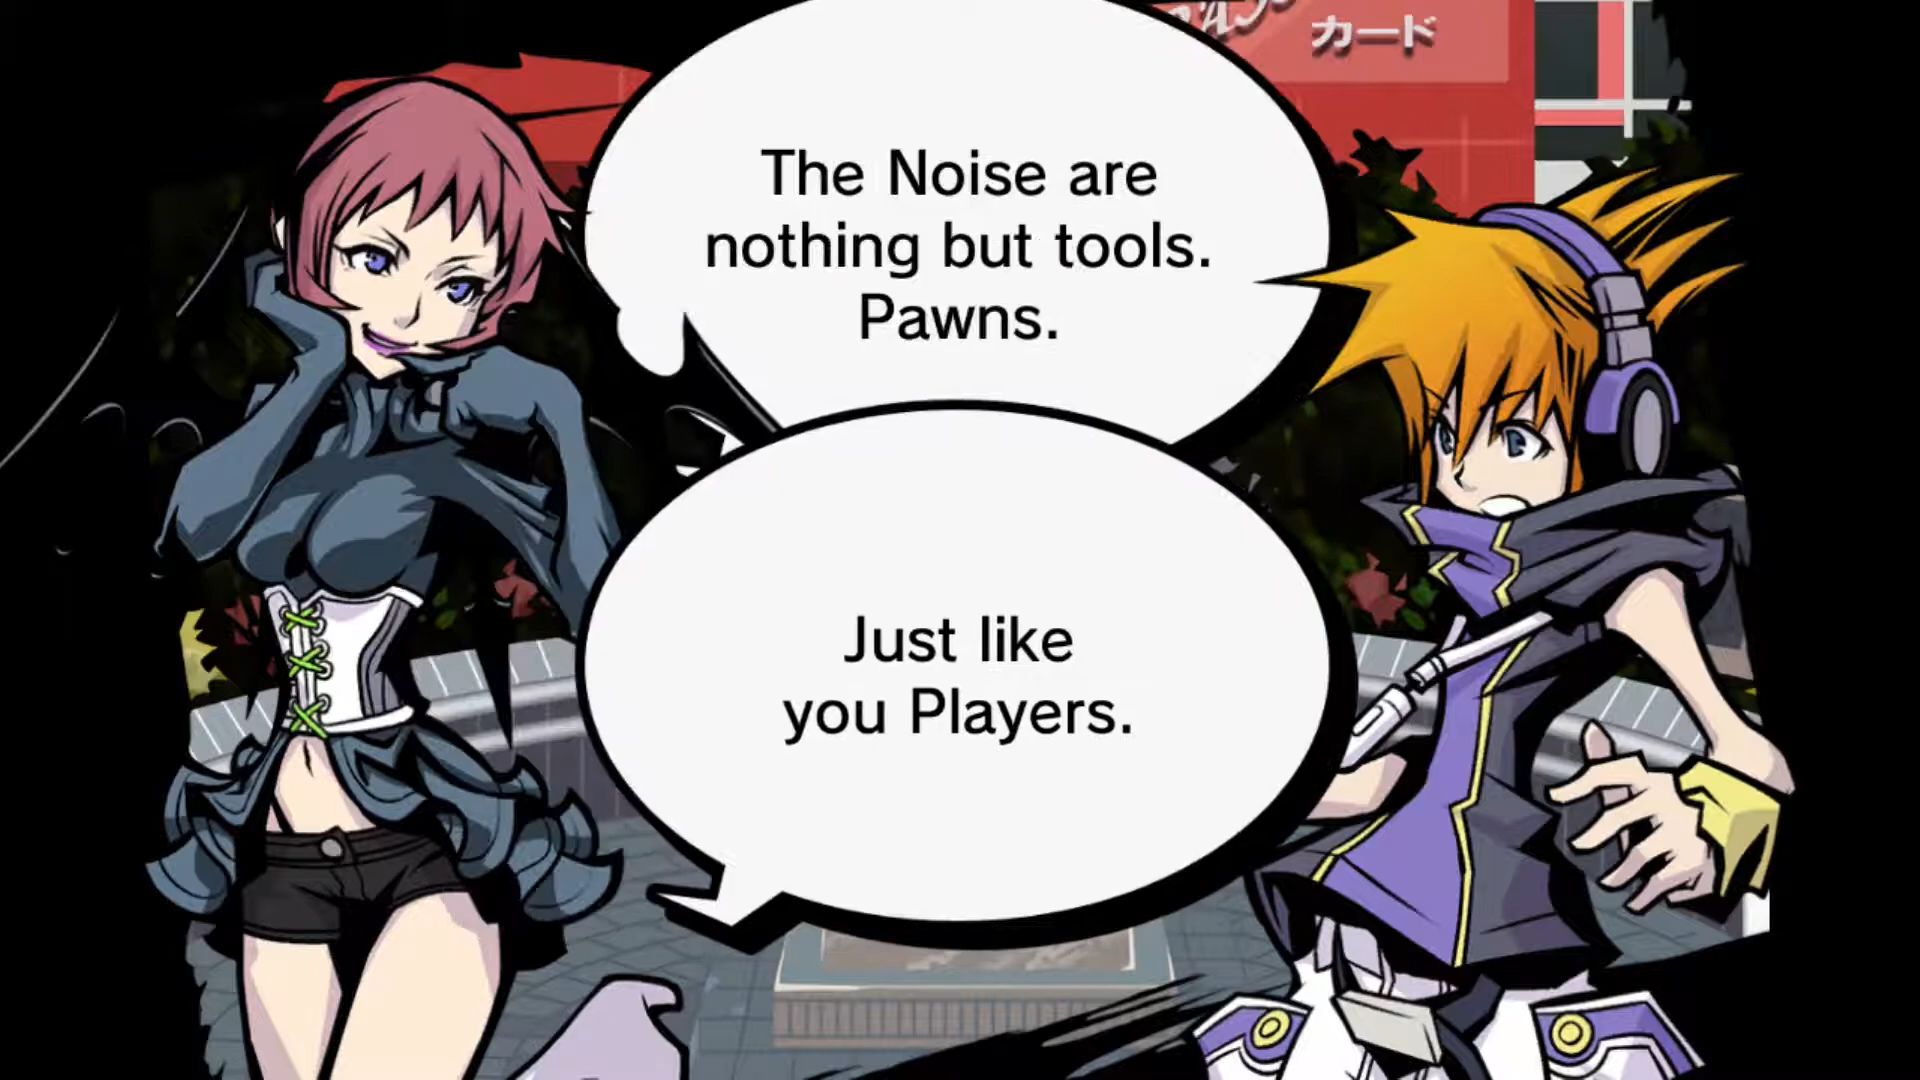 カード
The Noise are
nothing but tools.
Pawns.
Just like
you Players.